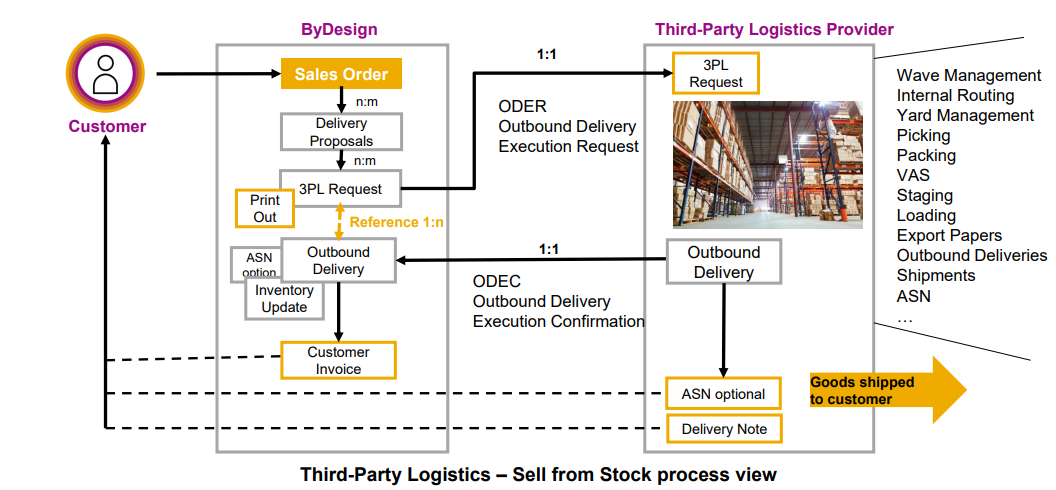 ByDesign
Third-Party Logistics Provider
Customer
Sales Order
n:m
Delivery
Proposals
n:m
3PL Request
Print
Out
Reference 1:n
ASN
option
Outbound
Delivery
Inventory
Update
Customer
Invoice
1:1
ODER
Outbound Delivery
Execution Request
1:1
ODEC
Outbound Delivery
Execution Confirmation
3PL
Request
Outbound
Delivery
ASN optional
Delivery Note
Wave Management
Internal Routing
Yard Management
Picking
Packing
VAS
Staging
Loading
Export Papers
Outbound Deliveries
Shipments
ASN
…
Goods shipped
to customer
Third-Party Logistics – Sell from Stock process view